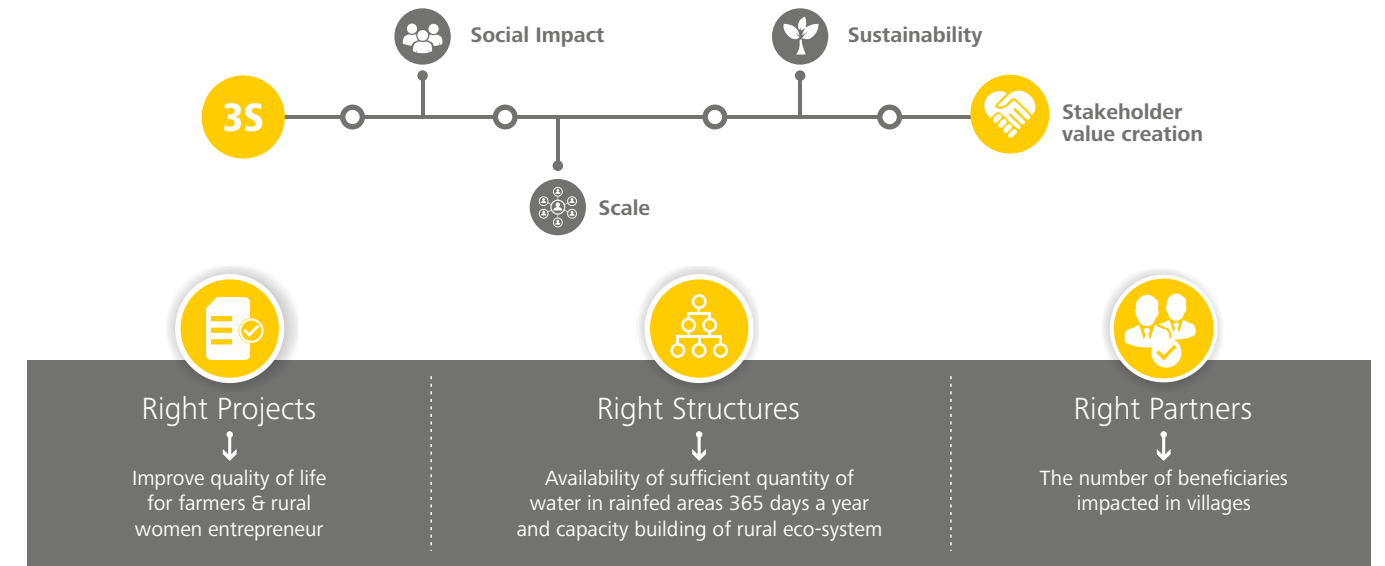 Social Impact
Sustainability
3S
Stakeholder
value creation
Scale
Right Projects
Improve quality of life
for farmers & rural
women entrepreneur
Right Structures
Availability of sufficient quantity of
water in rainfed areas 365 days a year
and capacity building of rural eco-system
Right Partners
The number of beneficiaries
impacted in villages